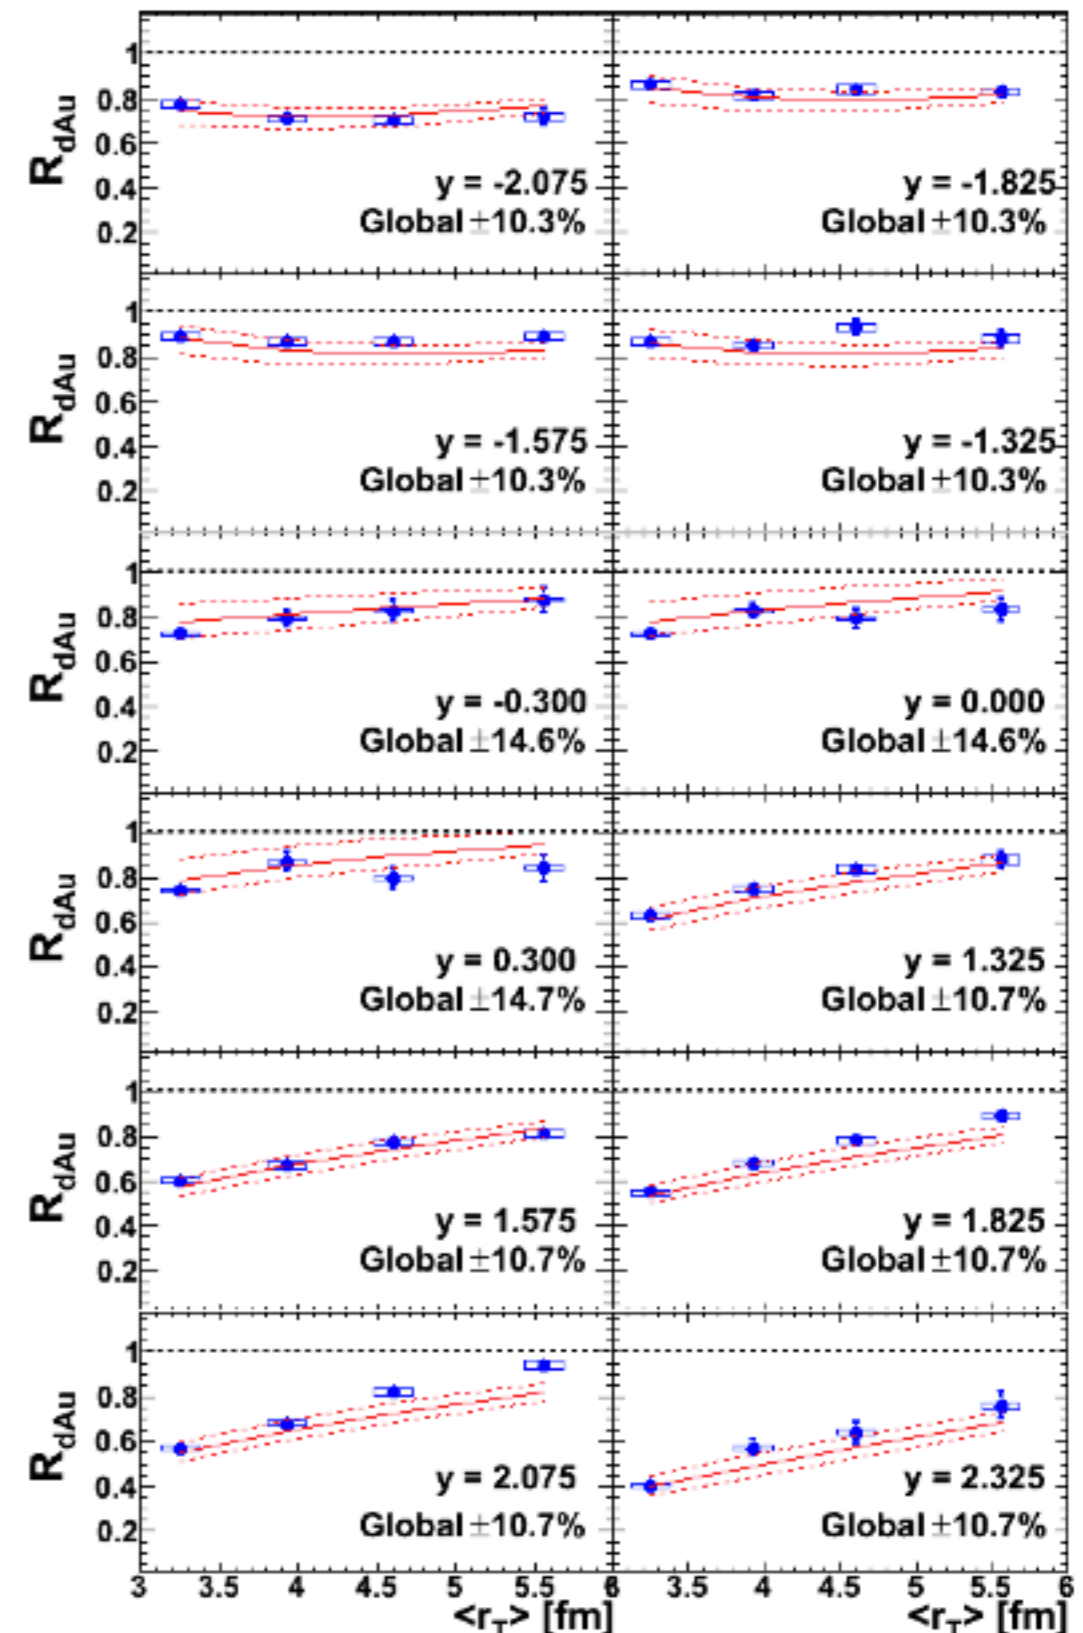 R_dAu 1 0.8 0.6 0.4 0.2
y = -2.075
Global ±10.3%
y = -1.825
Global ±10.3%
R_dAu 1 0.8 0.6 0.4 0.2
y = -1.575
Global ±10.3%
y = -1.325
Global ±10.3%
R_dAu 1 0.8 0.6 0.4 0.2
y = -0.300
Global ±14.6%
y = 0.000
Global ±14.6%
R_dAu 1 0.8 0.6 0.4 0.2
y = 0.300
Global ±14.7%
y = 1.325
Global ±10.7%
R_dAu 1 0.8 0.6 0.4 0.2
y = 1.575
Global ±10.7%
y = 1.825
Global ±10.7%
R_dAu 1 0.8 0.6 0.4 0.2
y = 2.075
Global ±10.7%
y = 2.325
Global ±10.7%
3 3.5 4 4.5 5 5.5 6 3.5 4 4.5 5 5.5 6
<r_T> [fm] <r_T> [fm]